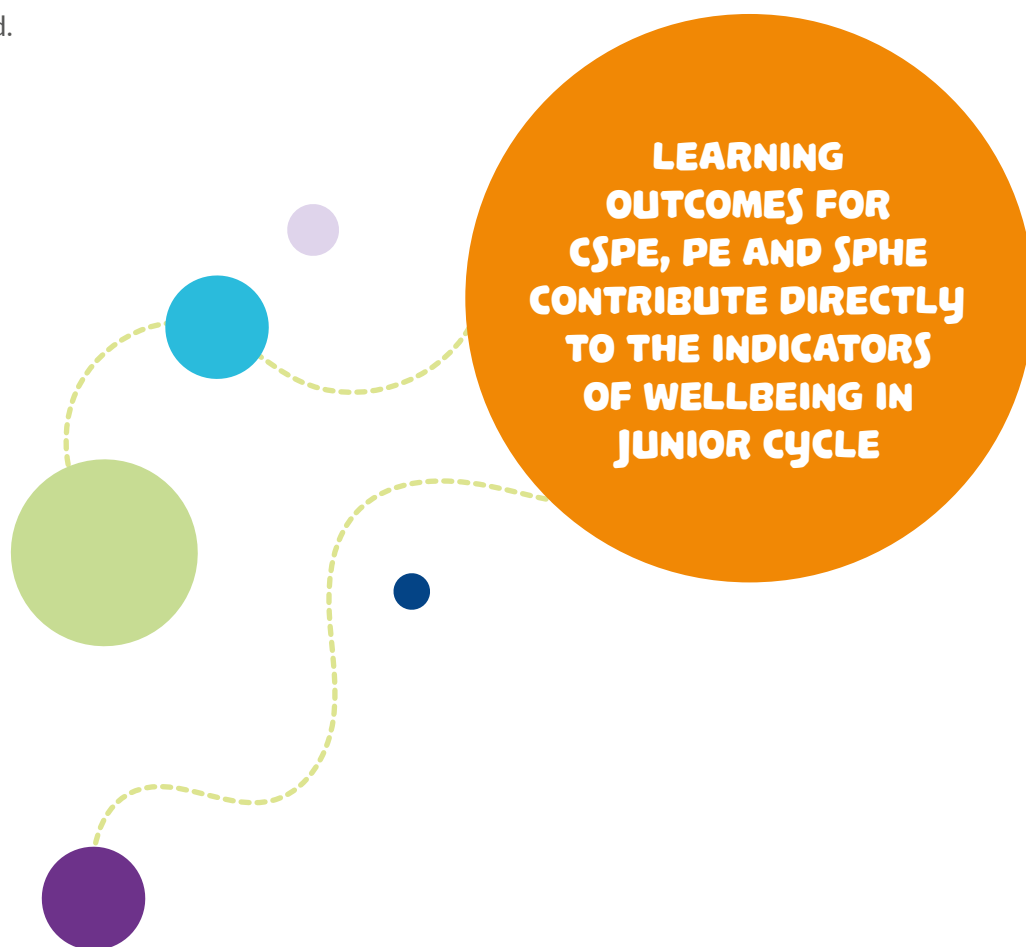 d.
LEARNING
OUTCOMES FOR
CSPE, PE AND SPHE
CONTRIBUTE DIRECTLY
TO THE INDICATORS
OF WELLBEING IN
JUNIOR CYCLE